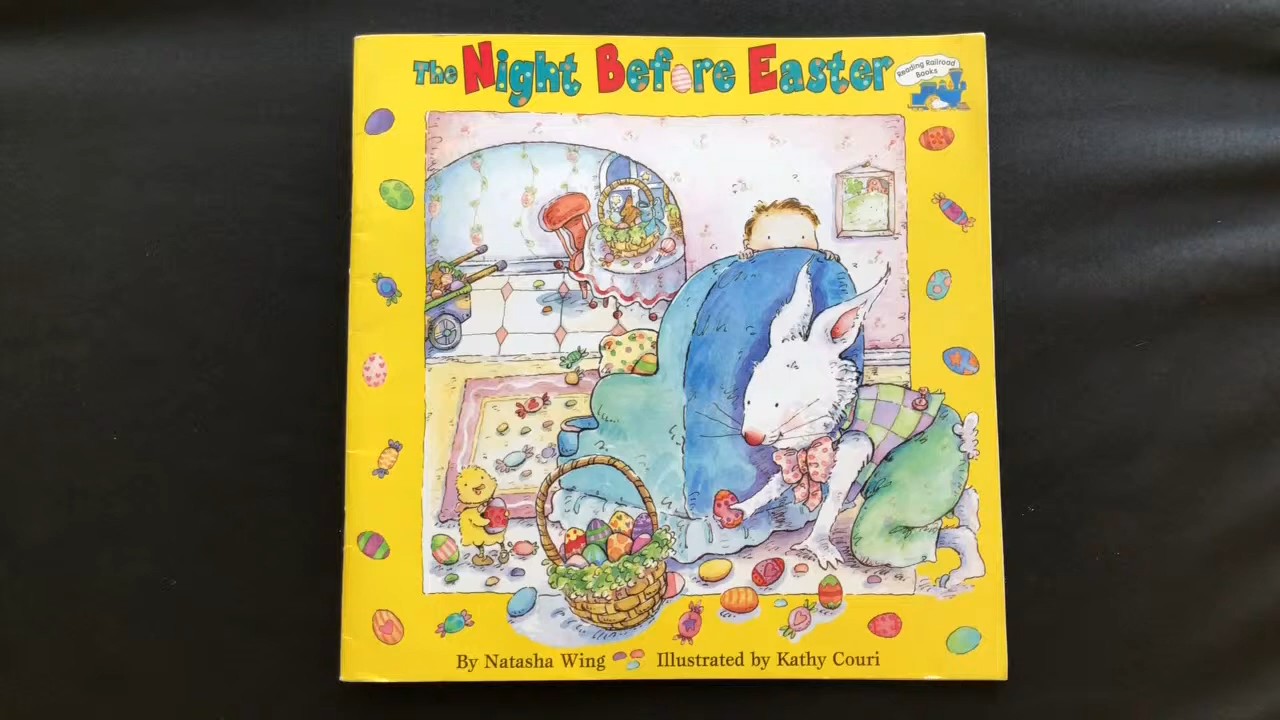 The Night Before Easter
Reading Railroad
Books
By Natasha Wing Illustrated by Kathy Couri